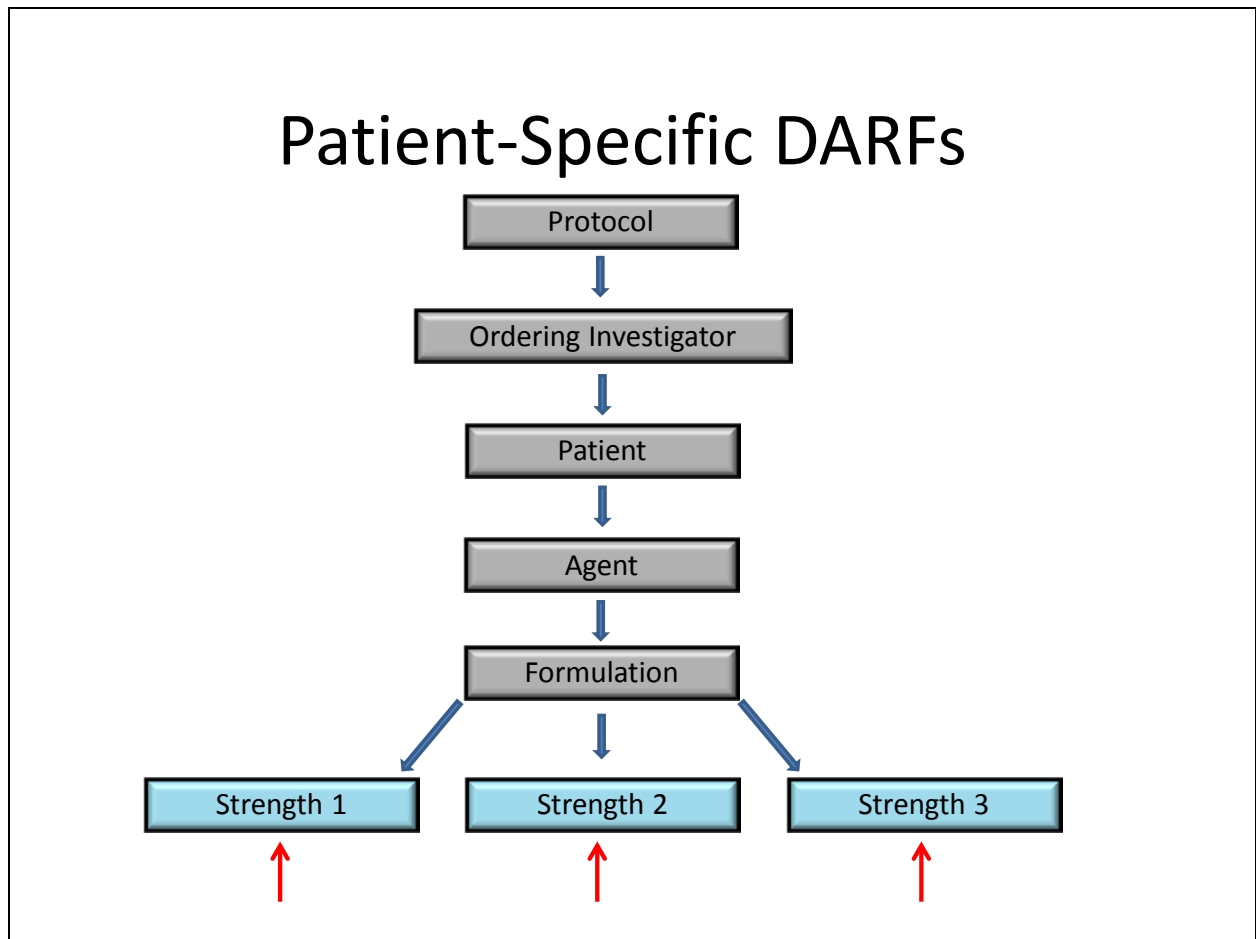 Patient-Specific DARFs
Protocol
Ordering Investigator
Patient
Agent
Formulation
Strength 1
Strength 2
Strength 3